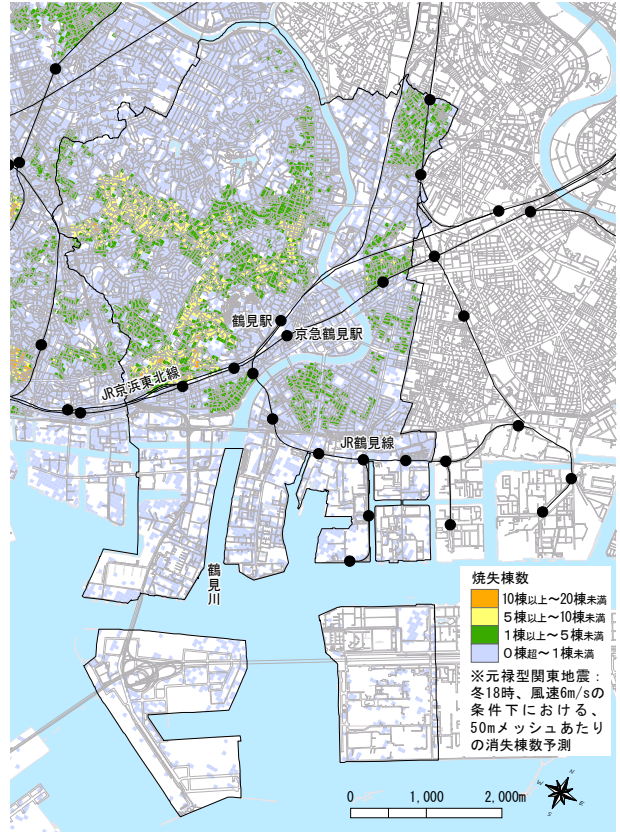 鶴見駅
京急鶴見駅
JR京浜東北線
JR鶴見線
鶴見川
焼失棟数
10棟以上～20棟未満
5棟以上～10棟未満
1棟以上～5棟未満
0棟超～1棟未満
※元禄型関東地震：
冬18時、風速6m/sの
条件下における、
50mメッシュあたり
の消失棟数予測
0 1,000 2,000m
N
W E
S